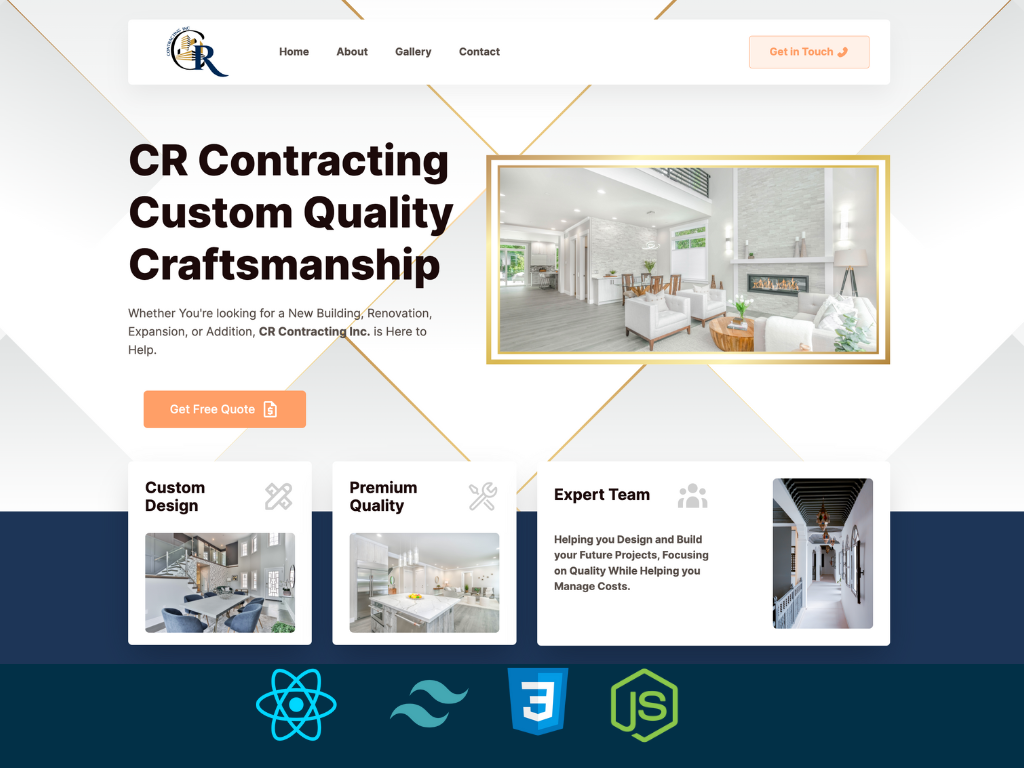 CONTRACTING INC
CR
Home About Gallery Contact
Get in Touch
CR Contracting
Custom Quality
Craftsmanship
Whether You're looking for a New Building, Renovation,
Expansion, or Addition, CR Contracting Inc. is Here to
Help.
Get Free Quote
Custom
Design
Premium
Quality
Expert Team
Helping you Design and Build
your Future Projects, Focusing
on Quality While Helping you
Manage Costs.
3
JS